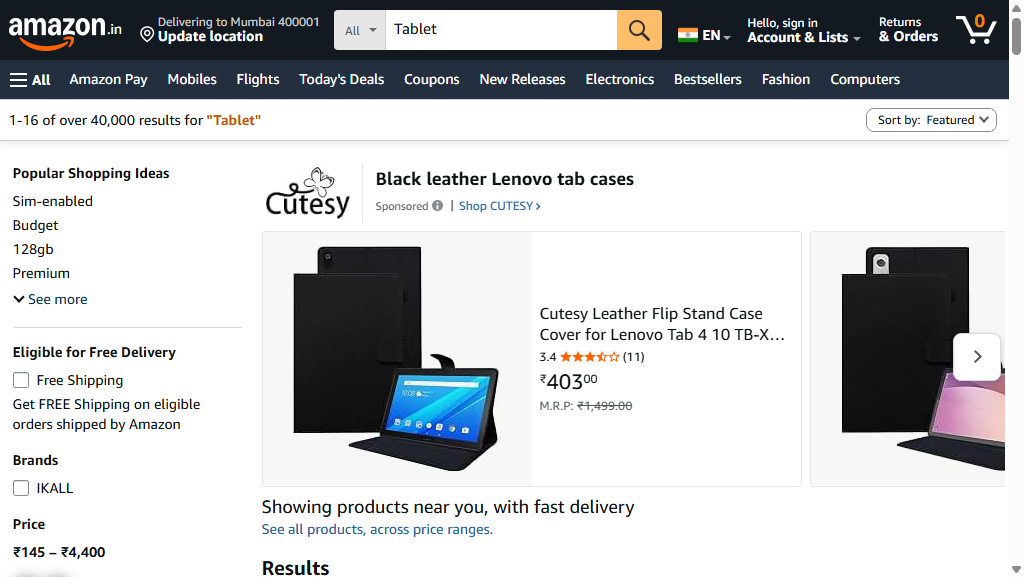 amazon.in
Delivering to Mumbai 400001
Update location
All
Tablet
EN
Hello, sign in
Account & Lists
Returns
& Orders
0
All
Amazon Pay
Mobiles
Flights
Today's Deals
Coupons
New Releases
Electronics
Bestsellers
Fashion
Computers
1-16 of over 40,000 results for "Tablet"
Sort by: Featured
Popular Shopping Ideas
Sim-enabled
Budget
128gb
Premium
See more
Eligible for Free Delivery
Free Shipping
Get FREE Shipping on eligible
orders shipped by Amazon
Brands
IKALL
Price
₹145 – ₹4,400
Cutesy
Black leather Lenovo tab cases
Sponsored | Shop CUTESY
Cutesy Leather Flip Stand Case
Cover for Lenovo Tab 4 10 TB-X…
3.4 (11)
₹40300
M.R.P: ₹1,499.00
Showing products near you, with fast delivery
See all products, across price ranges.
Results